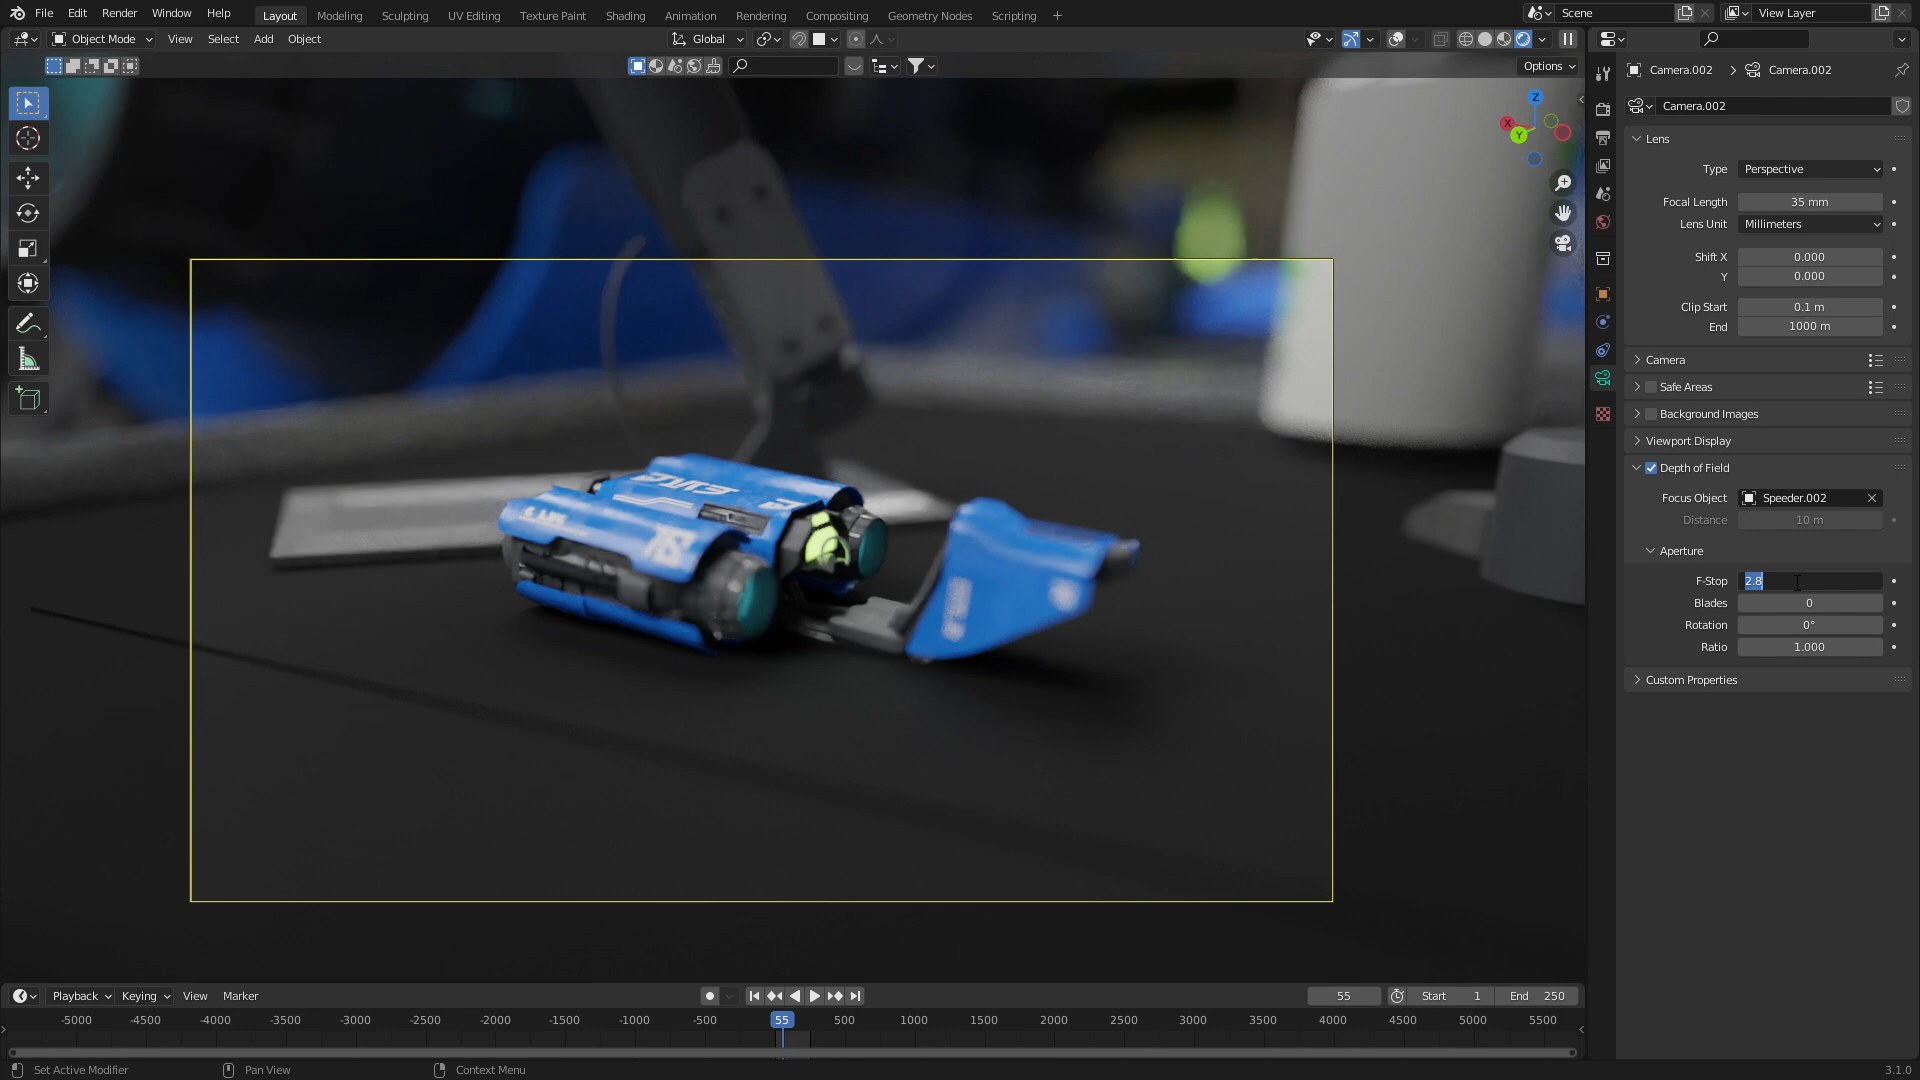 File Edit Render Window Help Layout Modeling Sculpting UV Editing Texture Paint Shading Animation Rendering Compositing Geometry Nodes Scripting + Scene View Layer
Object Mode View Select Add Object Global
Options
Z
X
Y
Camera.002 > Camera.002
Camera.002
Lens
Type Perspective
Focal Length 35 mm
Lens Unit Millimeters
Shift X 0.000
Y 0.000
Clip Start 0.1 m
End 1000 m
Camera
Safe Areas
Background Images
Viewport Display
Depth of Field
Focus Object Speeder.002
Distance 10 m
Aperture
F-Stop 2.8
Blades 0
Rotation 0°
Ratio 1.000
Custom Properties
Playback Keying View Marker 55 Start 1 End 250
-5000 -4500 -4000 -3500 -3000 -2500 -2000 -1500 -1000 -500 55 500 1000 1500 2000 2500 3000 3500 4000 4500 5000 5500
Set Active Modifier Pan View Context Menu 3.1.0